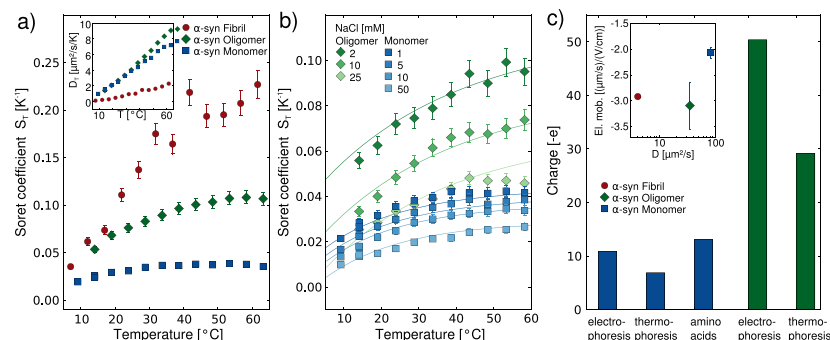 a)
Soret coefficient S_T [K⁻¹]
0.25
0.20
0.15
0.10
0.05
0.00
0 10 20 30 40 50 60
Temperature [°C]
D_T [μm²/s/K]
10
8
6
4
2
0
10 60
T [°C]
α-syn Fibril
α-syn Oligomer
α-syn Monomer
b)
Soret coefficient S_T [K⁻¹]
0.10
0.08
0.06
0.04
0.02
0.00
NaCl [mM]
Oligomer Monomer
2 1
10 5
25 10
50
10 20 30 40 50 60
Temperature [°C]
c)
Charge [-e]
50
40
30
20
10
0
El. mob. [(μm/s)/(V/cm)]
-1.5
-2.0
-2.5
-3.0
-3.5
10 100
D [μm²/s]
α-syn Fibril
α-syn Oligomer
α-syn Monomer
electro- thermo- amino electro- thermo-
phoresis phoresis acids phoresis phoresis